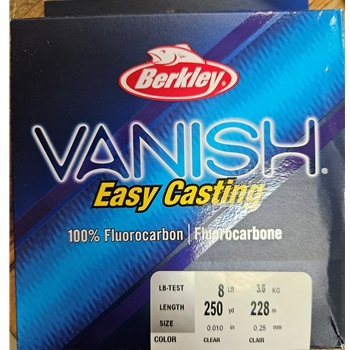 Berkley
VANISH
Easy Casting
100% Fluorocarbon | Fluorocarbone
LB-TEST 8 LB 3.6 KG
LENGTH 250 yd 228 m
SIZE 0.010 in 0.25 mm
COLOR CLEAR CLAIR